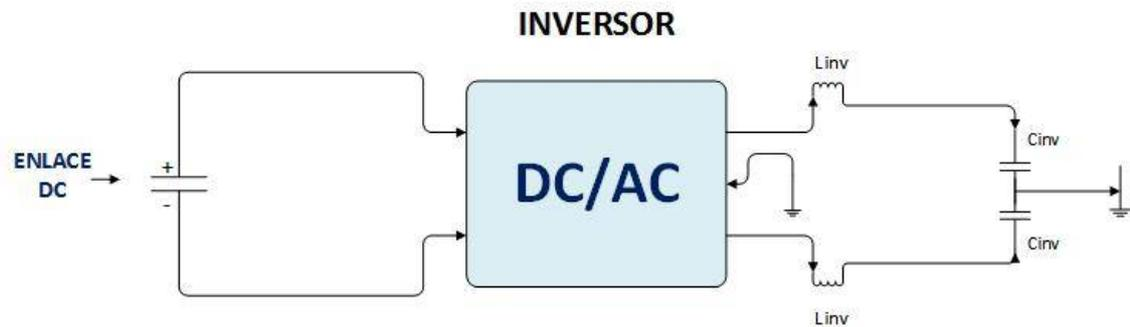 INVERSOR
Linv
ENLACE
DC
+
-
DC/AC
Cinv
Cinv
Linv